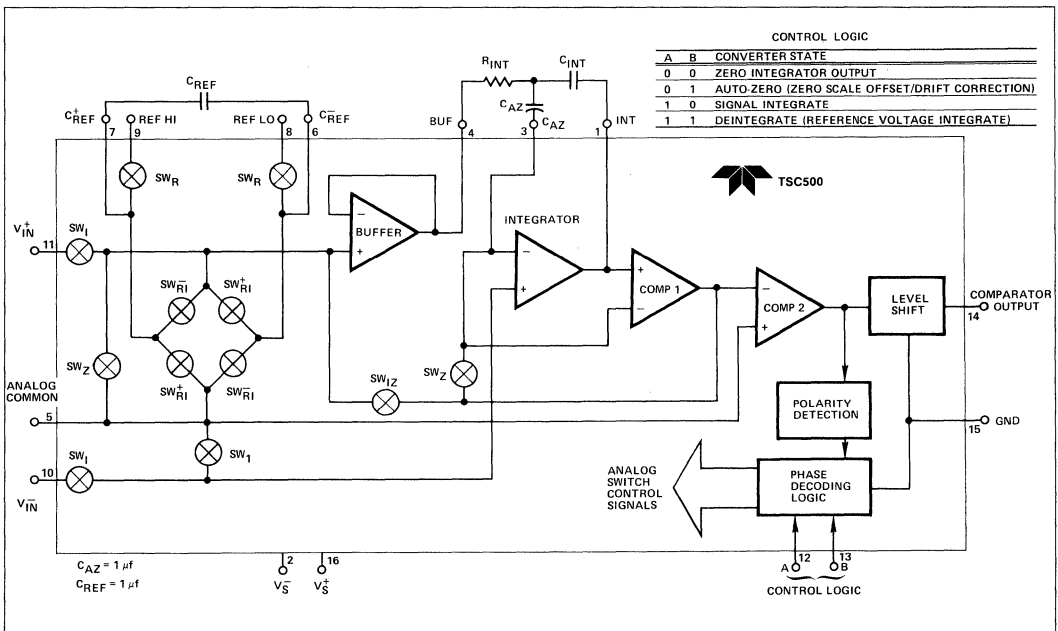 CONTROL LOGIC
A B CONVERTER STATE
0 0 ZERO INTEGRATOR OUTPUT
0 1 AUTO-ZERO (ZERO SCALE OFFSET/DRIFT CORRECTION)
1 0 SIGNAL INTEGRATE
1 1 DEINTEGRATE (REFERENCE VOLTAGE INTEGRATE)
CREF
RINT
CINT
CAZ
C+REF
REF HI
REF LO
C-REF
BUF
CAZ
INT
7
9
8
6
4
3
1
TSC500
SWR
SWR
V+IN
11
SWI
BUFFER
-
+
INTEGRATOR
-
+
COMP 1
+
-
COMP 2
-
+
LEVEL
SHIFT
COMPARATOR
OUTPUT
14
SW-RI
SW+RI
SW+RI
SW-RI
SWZ
SWZ
SWIZ
ANALOG
COMMON
5
POLARITY
DETECTION
GND
15
SW1
SWI
10
V-IN
ANALOG
SWITCH
CONTROL
SIGNALS
PHASE
DECODING
LOGIC
CAZ = 1 µf
CREF = 1 µf
2
V-S
16
V+S
12
A
13
B
CONTROL LOGIC